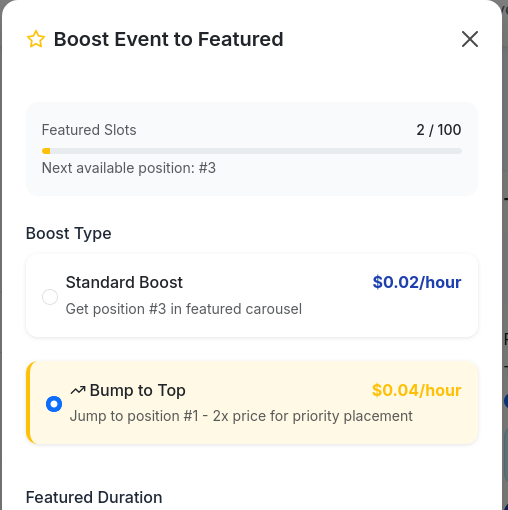 Boost Event to Featured
Featured Slots 2 / 100
Next available position: #3
Boost Type
Standard Boost $0.02/hour
Get position #3 in featured carousel
Bump to Top $0.04/hour
Jump to position #1 - 2x price for priority placement
Featured Duration